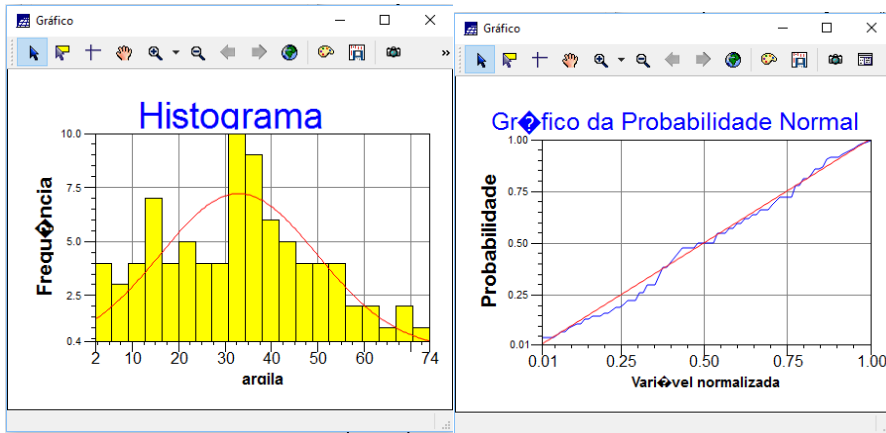 Gráfico
»
Histograma
Frequ�ncia
10.0
7.5
5.0
2.5
0.4
2 10 20 30 40 50 60 74
argila
Gráfico
Gr�fico da Probabilidade Normal
Probabilidade
1.00
0.75
0.50
0.25
0.01
0.01 0.25 0.50 0.75 1.00
Vari�vel normalizada